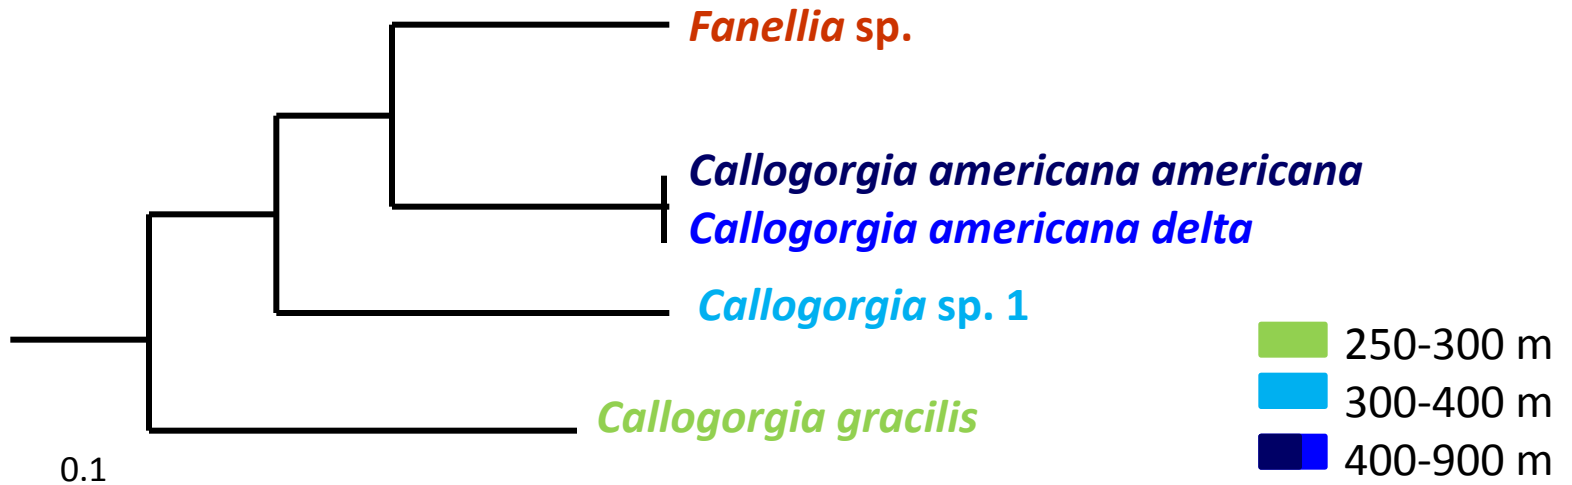 Fanellia sp.
Callogorgia americana americana
Callogorgia americana delta
Callogorgia sp. 1
Callogorgia gracilis
0.1
250-300 m
300-400 m
400-900 m